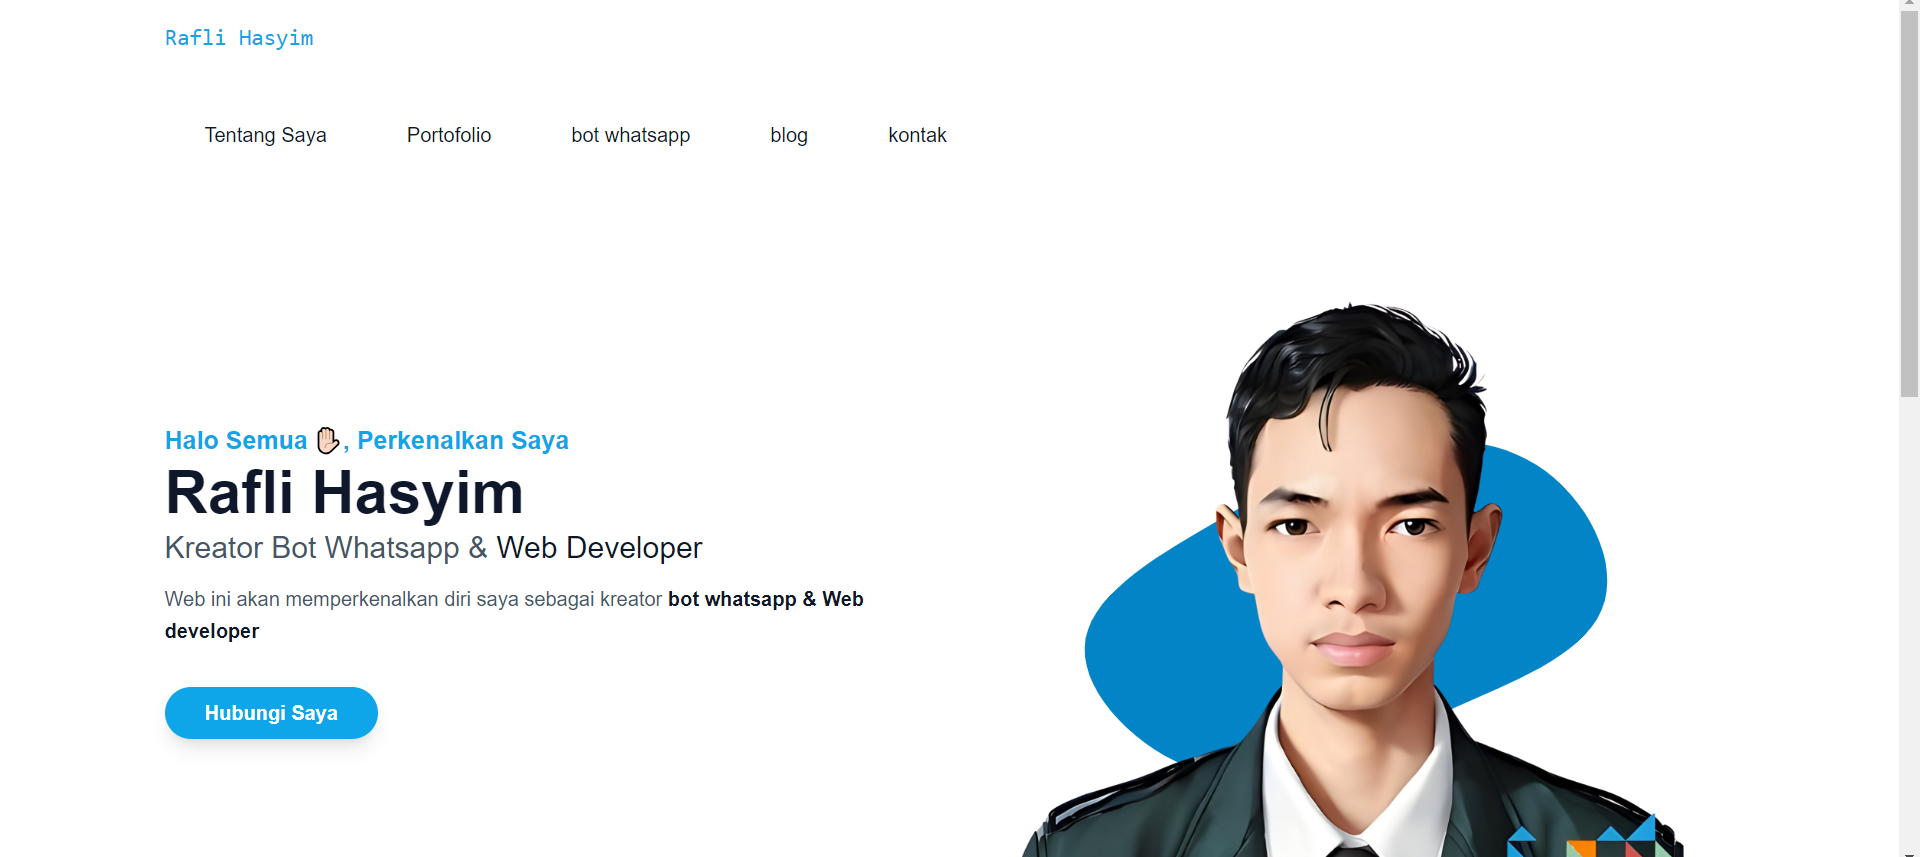 Rafli Hasyim
Tentang Saya Portofolio bot whatsapp blog kontak
Halo Semua ✋🏻, Perkenalkan Saya
Rafli Hasyim
Kreator Bot Whatsapp & Web Developer
Web ini akan memperkenalkan diri saya sebagai kreator bot whatsapp & Web
developer
Hubungi Saya